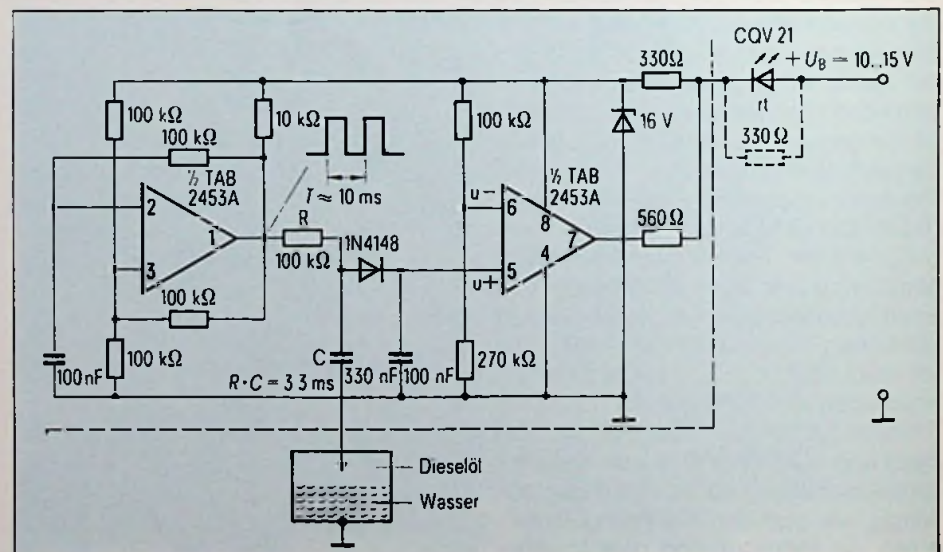 CQV 21
330Ω
+ U_B = 10..15 V
100 kΩ
100 kΩ
10 kΩ
100 kΩ
16 V
rt
330Ω
½ TAB
2453A
T ≈ 10 ms
u-
6
½ TAB
2453A
8
2
1
R
1N4148
7
560Ω
3
100 kΩ
5
u+
4
100 kΩ
100 kΩ
270 kΩ
C
100 nF
330 nF
100 nF
R·C = 3 3 ms
Dieselöl
Wasser